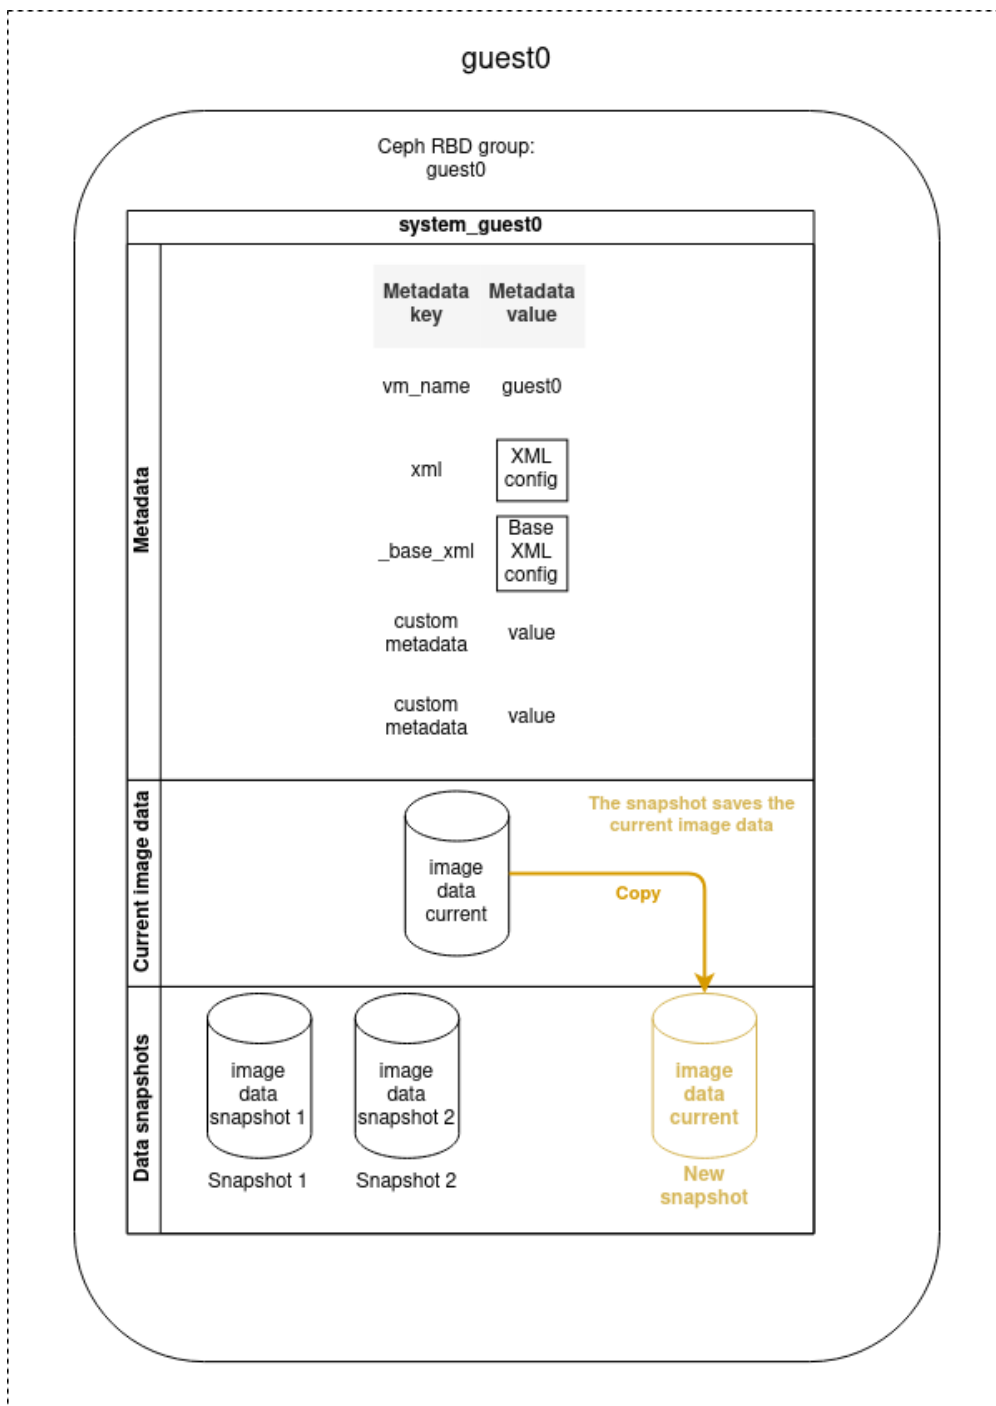 guest0
Ceph RBD group:
guest0
system_guest0
Metadata
Metadata
key
Metadata
value
vm_name
guest0
xml
XML
config
_base_xml
Base
XML
config
custom
metadata
value
custom
metadata
value
Current image data
image
data
current
The snapshot saves the
current image data
Copy
Data snapshots
image
data
snapshot 1
Snapshot 1
image
data
snapshot 2
Snapshot 2
image
data
current
New
snapshot